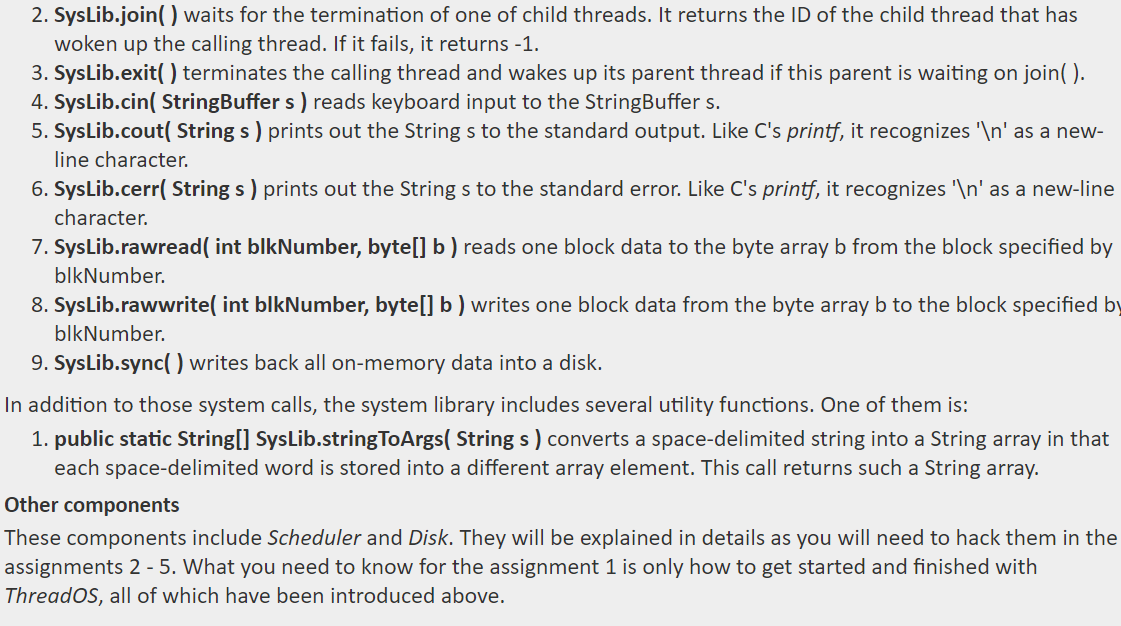 2. SysLib.join( ) waits for the termination of one of child threads. It returns the ID of the child thread that has
woken up the calling thread. If it fails, it returns -1.
3. SysLib.exit( ) terminates the calling thread and wakes up its parent thread if this parent is waiting on join( ).
4. SysLib.cin( StringBuffer s ) reads keyboard input to the StringBuffer s.
5. SysLib.cout( String s ) prints out the String s to the standard output. Like C's printf, it recognizes '\n' as a new-
line character.
6. SysLib.cerr( String s ) prints out the String s to the standard error. Like C's printf, it recognizes '\n' as a new-line
character.
7. SysLib.rawread( int blkNumber, byte[] b ) reads one block data to the byte array b from the block specified by
blkNumber.
8. SysLib.rawwrite( int blkNumber, byte[] b ) writes one block data from the byte array b to the block specified by
blkNumber.
9. SysLib.sync( ) writes back all on-memory data into a disk.
In addition to those system calls, the system library includes several utility functions. One of them is:
1. public static String[] SysLib.stringToArgs( String s ) converts a space-delimited string into a String array in that
each space-delimited word is stored into a different array element. This call returns such a String array.
Other components
These components include Scheduler and Disk. They will be explained in details as you will need to hack them in the
assignments 2 - 5. What you need to know for the assignment 1 is only how to get started and finished with
ThreadOS, all of which have been introduced above.